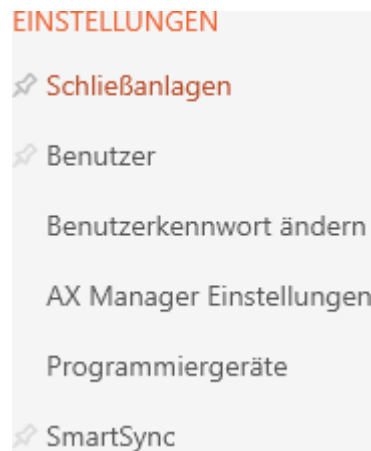 EINSTELLUNGEN
Schließanlagen
Benutzer
Benutzerkennwort ändern
AX Manager Einstellungen
Programmiergeräte
SmartSync